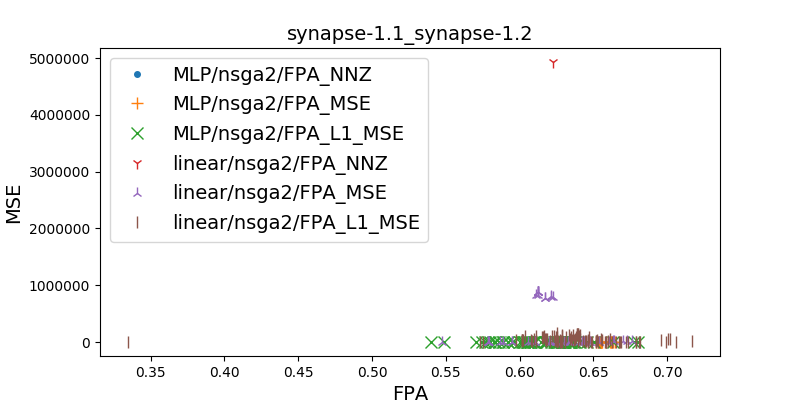 synapse-1.1_synapse-1.2
5000000
4000000
3000000
2000000
1000000
0
MSE
MLP/nsga2/FPA_NNZ
MLP/nsga2/FPA_MSE
MLP/nsga2/FPA_L1_MSE
linear/nsga2/FPA_NNZ
linear/nsga2/FPA_MSE
linear/nsga2/FPA_L1_MSE
0.35 0.40 0.45 0.50 0.55 0.60 0.65 0.70
FPA